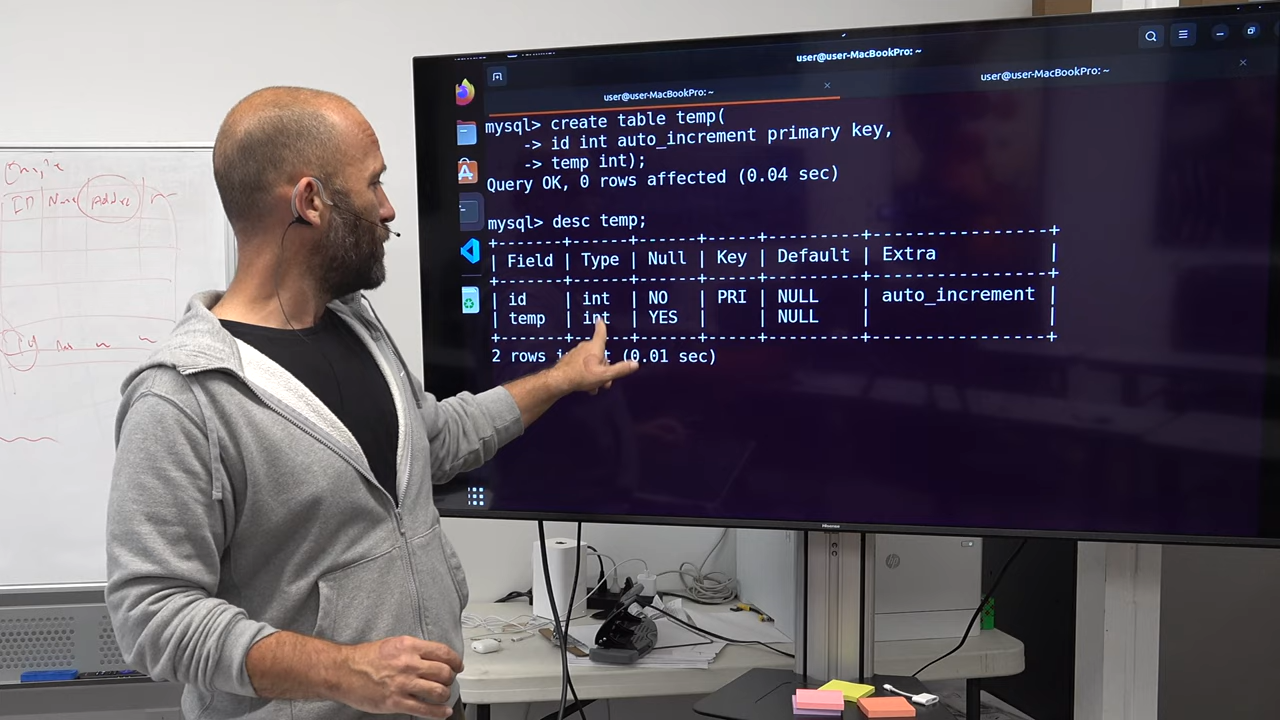 user@user-MacBookPro: ~
user@user-MacBookPro: ~
user@user-MacBookPro: ~
mysql> create table temp(
-> id int auto_increment primary key,
-> temp int);
Query OK, 0 rows affected (0.04 sec)
mysql> desc temp;
+-------+------+------+-----+---------+----------------+
| Field | Type | Null | Key | Default | Extra |
+-------+------+------+-----+---------+----------------+
| id | int | NO | PRI | NULL | auto_increment |
| temp | int | YES | | NULL | |
+-------+------+------+-----+---------+----------------+
2 rows (0.01 sec)
Hisense
ID